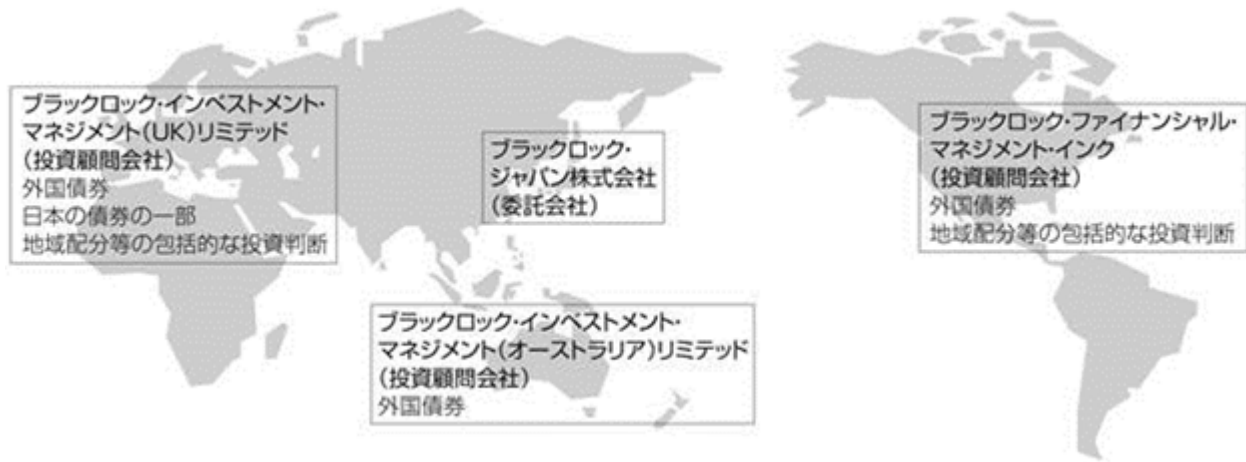 ブラックロック・インベストメント・
マネジメント(UK)リミテッド
(投資顧問会社)
外国債券
日本の債券の一部
地域配分等の包括的な投資判断
ブラックロック・
ジャパン株式会社
(委託会社)
ブラックロック・ファイナンシャル・
マネジメント・インク
(投資顧問会社)
外国債券
地域配分等の包括的な投資判断
ブラックロック・インベストメント・
マネジメント(オーストラリア)リミテッド
(投資顧問会社)
外国債券